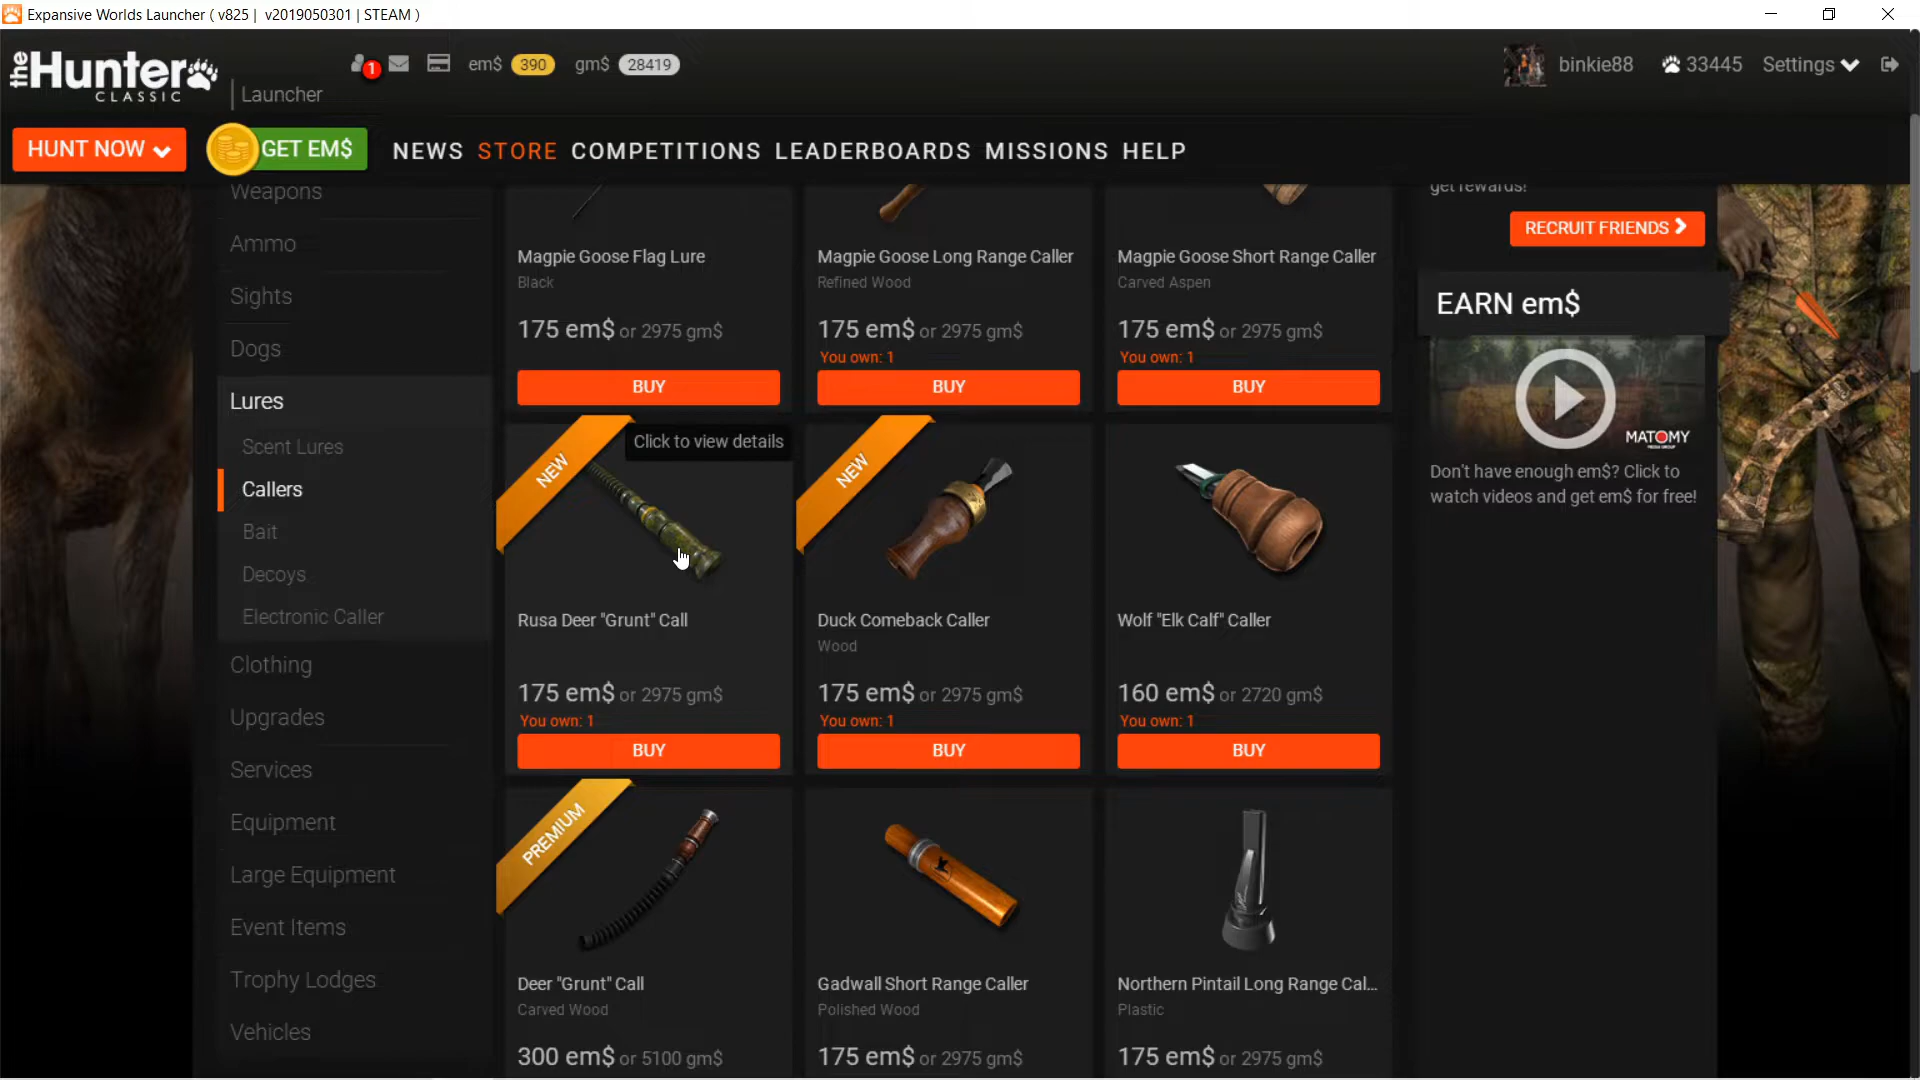 Expansive Worlds Launcher ( v825 | v2019050301 | STEAM )
theHunter
CLASSIC
Launcher
1
em$ 390 gm$ 28419
binkie88 33445 Settings
HUNT NOW
GET EM$
NEWS STORE COMPETITIONS LEADERBOARDS MISSIONS HELP
Weapons
Ammo
Sights
Dogs
Lures
Scent Lures
Callers
Bait
Decoys
Electronic Caller
Clothing
Upgrades
Services
Equipment
Large Equipment
Event Items
Trophy Lodges
Vehicles
Magpie Goose Flag Lure
Black
175 em$ or 2975 gm$
BUY
Magpie Goose Long Range Caller
Refined Wood
175 em$ or 2975 gm$
You own: 1
BUY
Magpie Goose Short Range Caller
Carved Aspen
175 em$ or 2975 gm$
You own: 1
BUY
NEW
Click to view details
Rusa Deer "Grunt" Call
175 em$ or 2975 gm$
You own: 1
BUY
NEW
Duck Comeback Caller
Wood
175 em$ or 2975 gm$
You own: 1
BUY
Wolf "Elk Calf" Caller
160 em$ or 2720 gm$
You own: 1
BUY
PREMIUM
Deer "Grunt" Call
Carved Wood
300 em$ or 5100 gm$
Gadwall Short Range Caller
Polished Wood
175 em$ or 2975 gm$
Northern Pintail Long Range Cal...
Plastic
175 em$ or 2975 gm$
get rewards!
RECRUIT FRIENDS
EARN em$
MATOMY
Don't have enough em$? Click to
watch videos and get em$ for free!